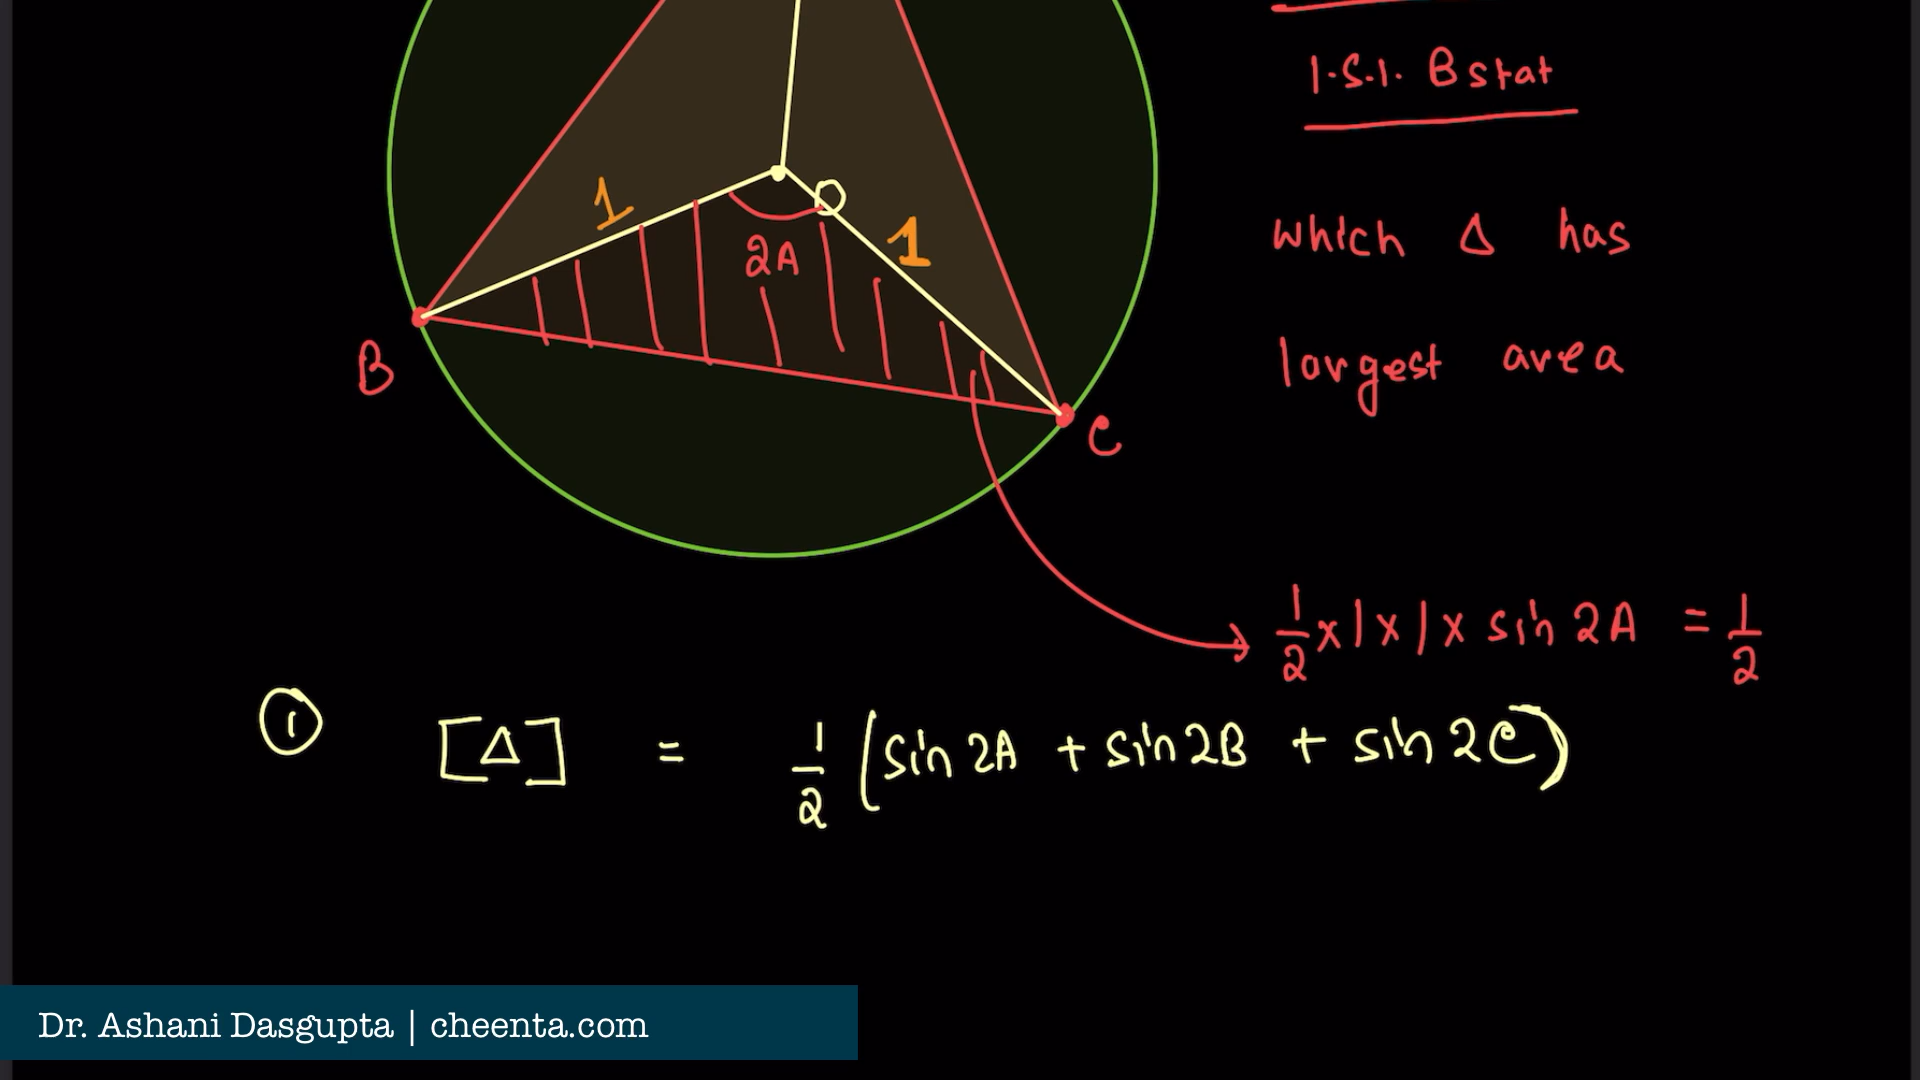 I.S.I. B stat
which Δ has
largest area
1
O
1
2A
B
C
1/2 x 1 x 1 x sin 2A = 1/2
① [Δ] = 1/2 (sin 2A + sin 2B + sin 2C)
Dr. Ashani Dasgupta | cheenta.com